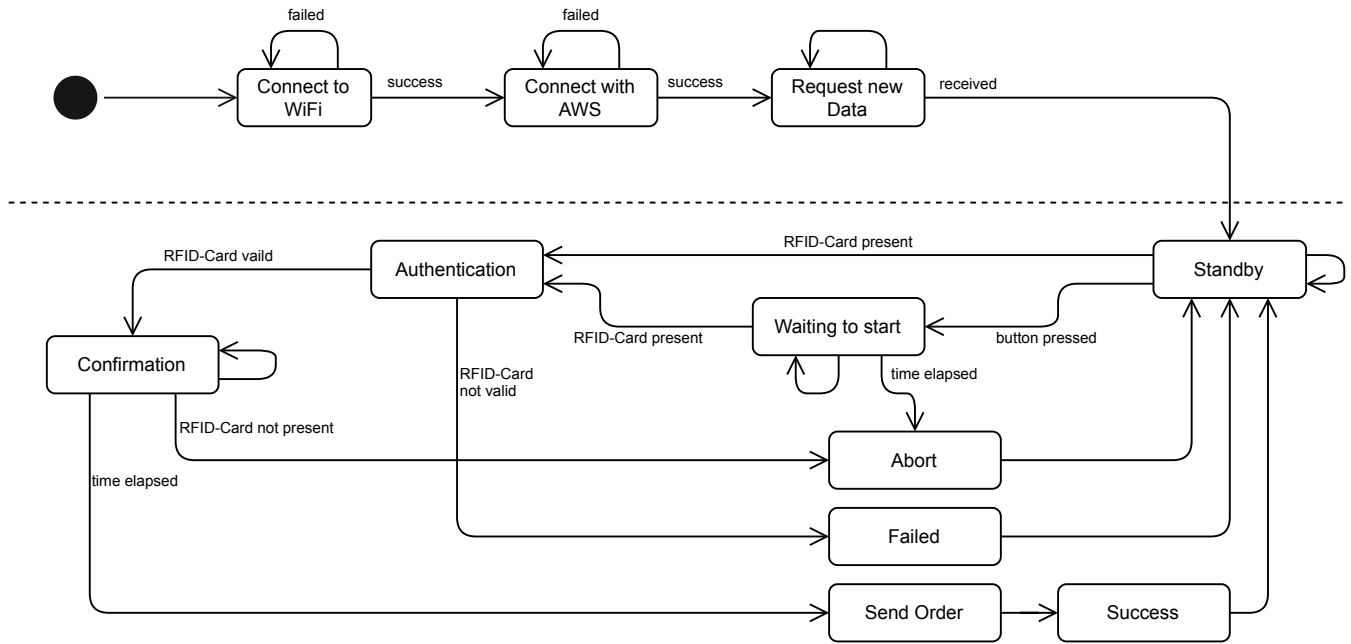 failed
failed
Connect to
WiFi
success
Connect with
AWS
success
Request new
Data
received
RFID-Card present
RFID-Card vaild
Authentication
Standby
Waiting to start
RFID-Card present
button pressed
Confirmation
RFID-Card
not valid
time elapsed
RFID-Card not present
Abort
time elapsed
Failed
Send Order
Success